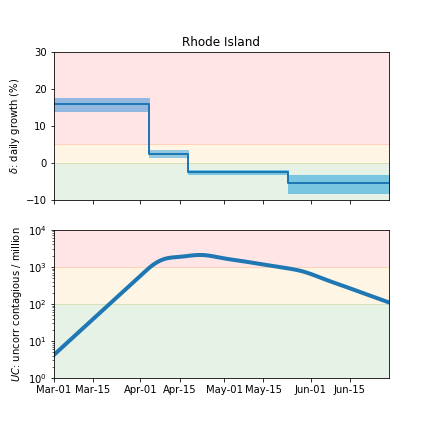 Rhode Island
30
20
10
0
−10
δ: daily growth (%)
10⁴
10³
10²
10¹
10⁰
UC: uncorr contagious / million
Mar-01 Mar-15 Apr-01 Apr-15 May-01 May-15 Jun-01 Jun-15